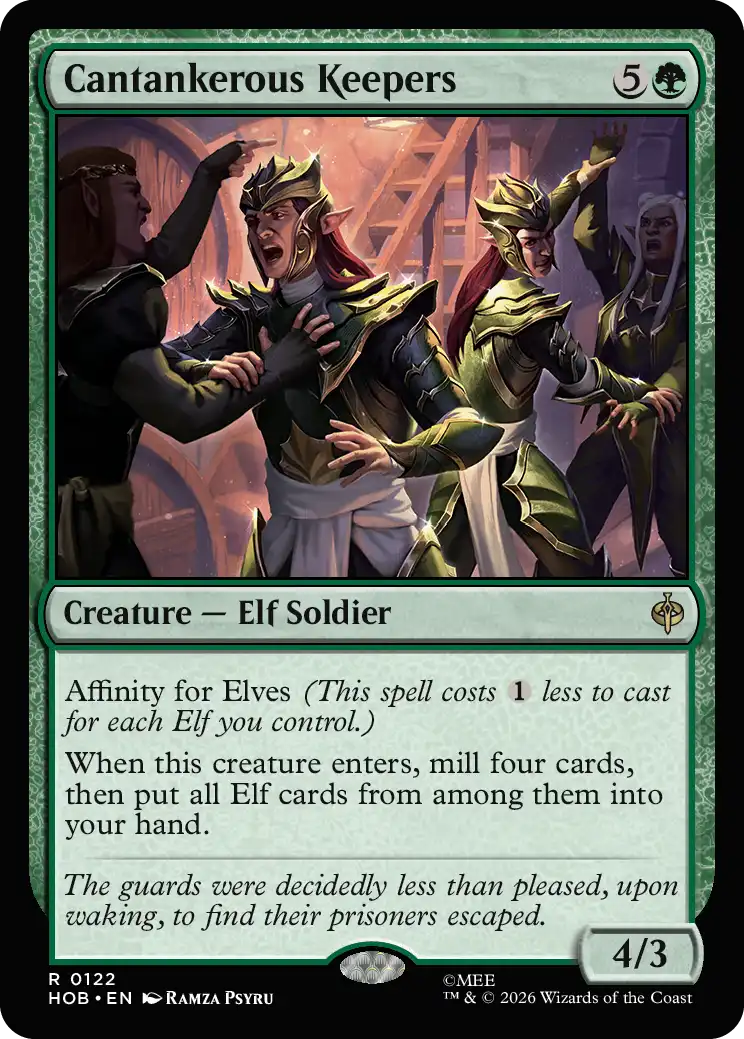 Cantankerous Keepers 5
Creature — Elf Soldier
Affinity for Elves (This spell costs 1 less to cast
for each Elf you control.)
When this creature enters, mill four cards,
then put all Elf cards from among them into
your hand.
The guards were decidedly less than pleased, upon
waking, to find their prisoners escaped.
4/3
R 0122
HOB • EN Ramza Psyru
©MEE
™ & © 2026 Wizards of the Coast